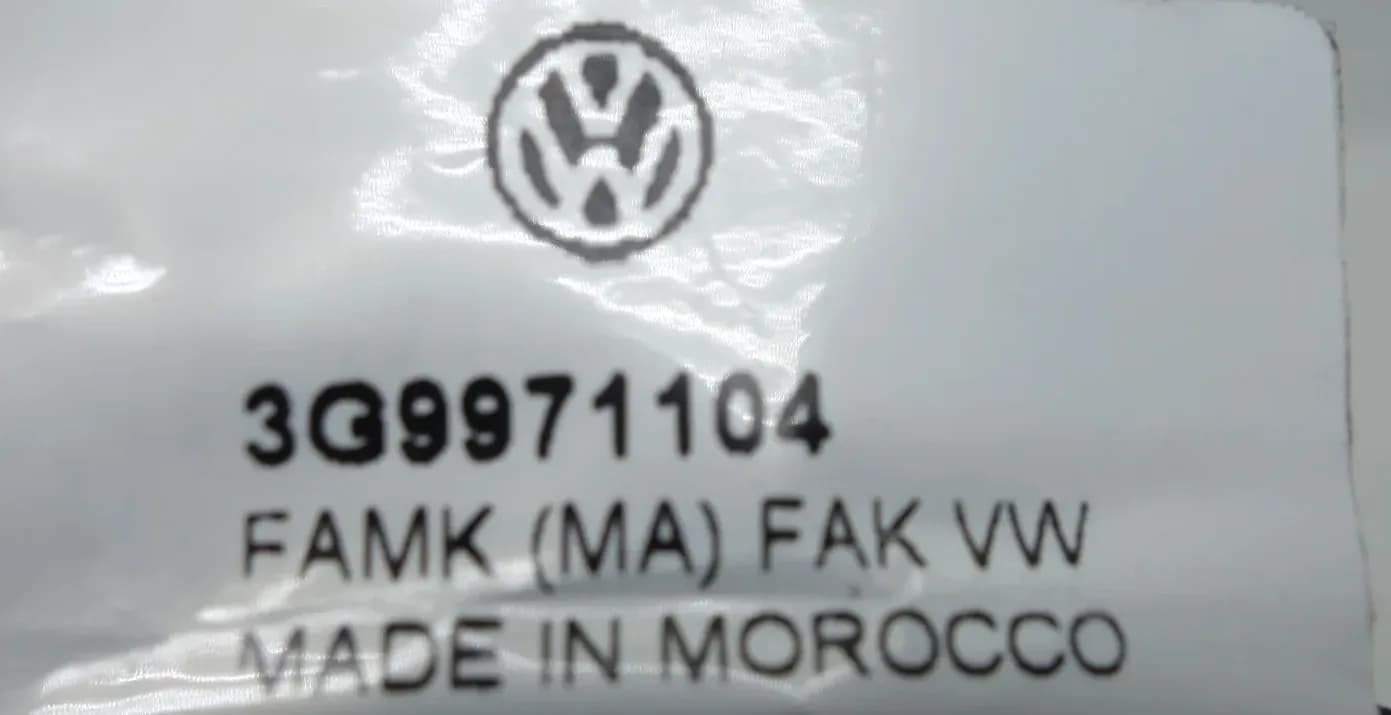 3G9971104
FAMK (MA) FAK VW
MADE IN MOROCCO